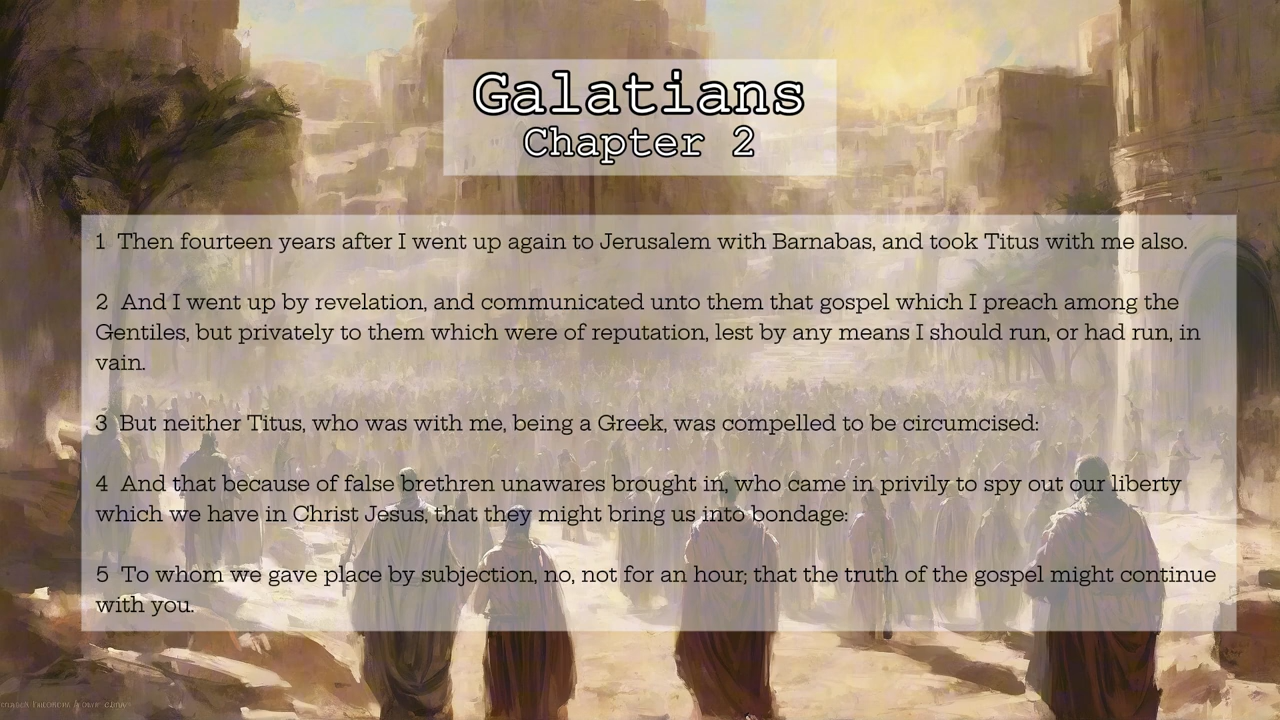 Galatians
Chapter 2
1 Then fourteen years after I went up again to Jerusalem with Barnabas, and took Titus with me also.
2 And I went up by revelation, and communicated unto them that gospel which I preach among the
Gentiles, but privately to them which were of reputation, lest by any means I should run, or had run, in
vain.
3 But neither Titus, who was with me, being a Greek, was compelled to be circumcised:
4 And that because of false brethren unawares brought in, who came in privily to spy out our liberty
which we have in Christ Jesus, that they might bring us into bondage:
5 To whom we gave place by subjection, no, not for an hour; that the truth of the gospel might continue
with you.